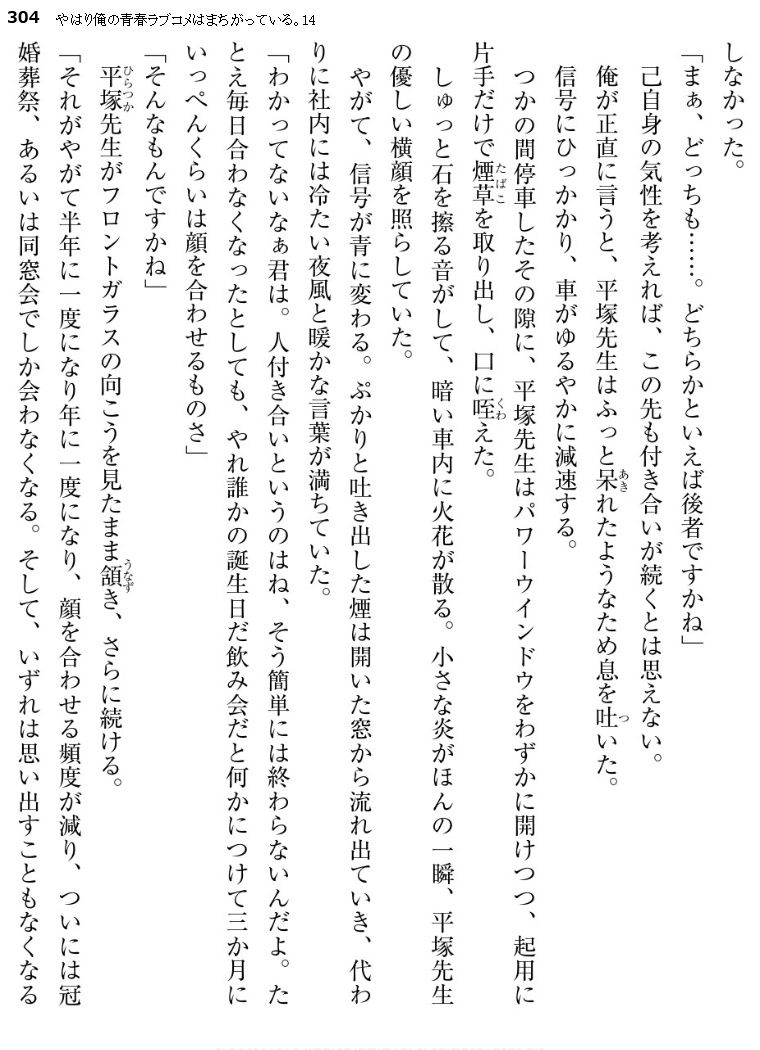 304 やはり俺の青春ラブコメはまちがっている。14
しなかった。
「まぁ、どっちも……。どちらかといえば後者ですかね」
己自身の気性を考えれば、この先も付き合いが続くとは思えない。
俺が正直に言うと、平塚先生はふっと呆れたようなため息を吐いた。
信号にひっかかり、車がゆるやかに減速する。
つかの間停車したその隙に、平塚先生はパワーウインドウをわずかに開けつつ、起用に
片手だけで煙草を取り出し、口に咥えた。
しゅっと石を擦る音がして、暗い車内に火花が散る。小さな炎がほんの一瞬、平塚先生
の優しい横顔を照らしていた。
やがて、信号が青に変わる。ぷかりと吐き出した煙は開いた窓から流れ出ていき、代わ
りに社内には冷たい夜風と暖かな言葉が満ちていた。
「わかってないなぁ君は。人付き合いというのはね、そう簡単には終わらないんだよ。た
とえ毎日合わなくなったとしても、やれ誰かの誕生日だ飲み会だと何かにつけて三か月に
いっぺんくらいは顔を合わせるものさ」
「そんなもんですかね」
平塚先生がフロントガラスの向こうを見たまま頷き、さらに続ける。
「それがやがて半年に一度になり年に一度になり、顔を合わせる頻度が減り、ついには冠
婚葬祭、あるいは同窓会でしか会わなくなる。そして、いずれは思い出すこともなくなる